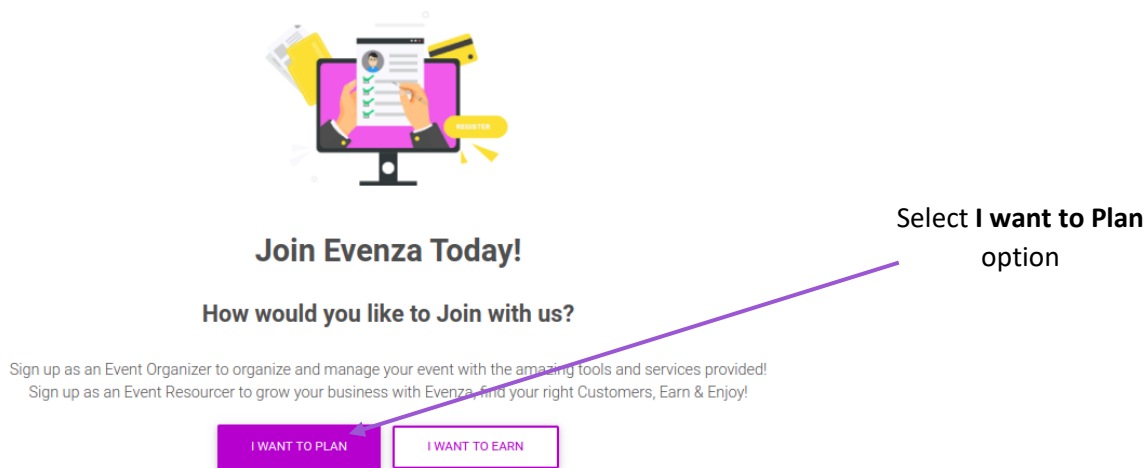 REGISTER
Select I want to Plan
option
Join Evenza Today!
How would you like to Join with us?
Sign up as an Event Organizer to organize and manage your event with the amazing tools and services provided!
Sign up as an Event Resourcer to grow your business with Evenza, find your right Customers, Earn & Enjoy!
I WANT TO PLAN
I WANT TO EARN